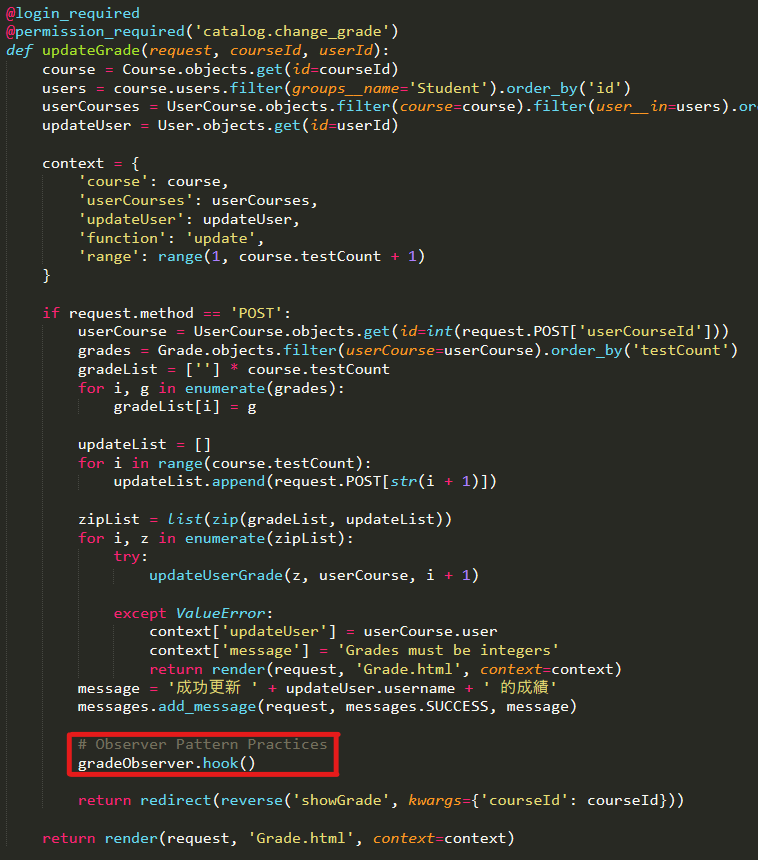 @login_required
@permission_required('catalog.change_grade')
def updateGrade(request, courseId, userId):
    course = Course.objects.get(id=courseId)
    users = course.users.filter(groups__name='Student').order_by('id')
    userCourses = UserCourse.objects.filter(course=course).filter(user__in=users).or
    updateUser = User.objects.get(id=userId)

    context = {
        'course': course,
        'userCourses': userCourses,
        'updateUser': updateUser,
        'function': 'update',
        'range': range(1, course.testCount + 1)
    }

    if request.method == 'POST':
        userCourse = UserCourse.objects.get(id=int(request.POST['userCourseId']))
        grades = Grade.objects.filter(userCourse=userCourse).order_by('testCount')
        gradeList = [''] * course.testCount
        for i, g in enumerate(grades):
            gradeList[i] = g

        updateList = []
        for i in range(course.testCount):
            updateList.append(request.POST[str(i + 1)])

        zipList = list(zip(gradeList, updateList))
        for i, z in enumerate(zipList):
            try:
                updateUserGrade(z, userCourse, i + 1)

            except ValueError:
                context['updateUser'] = userCourse.user
                context['message'] = 'Grades must be integers'
                return render(request, 'Grade.html', context=context)
        message = '成功更新 ' + updateUser.username + ' 的成績'
        messages.add_message(request, messages.SUCCESS, message)

        # Observer Pattern Practices
        gradeObserver.hook()

        return redirect(reverse('showGrade', kwargs={'courseId': courseId}))

    return render(request, 'Grade.html', context=context)